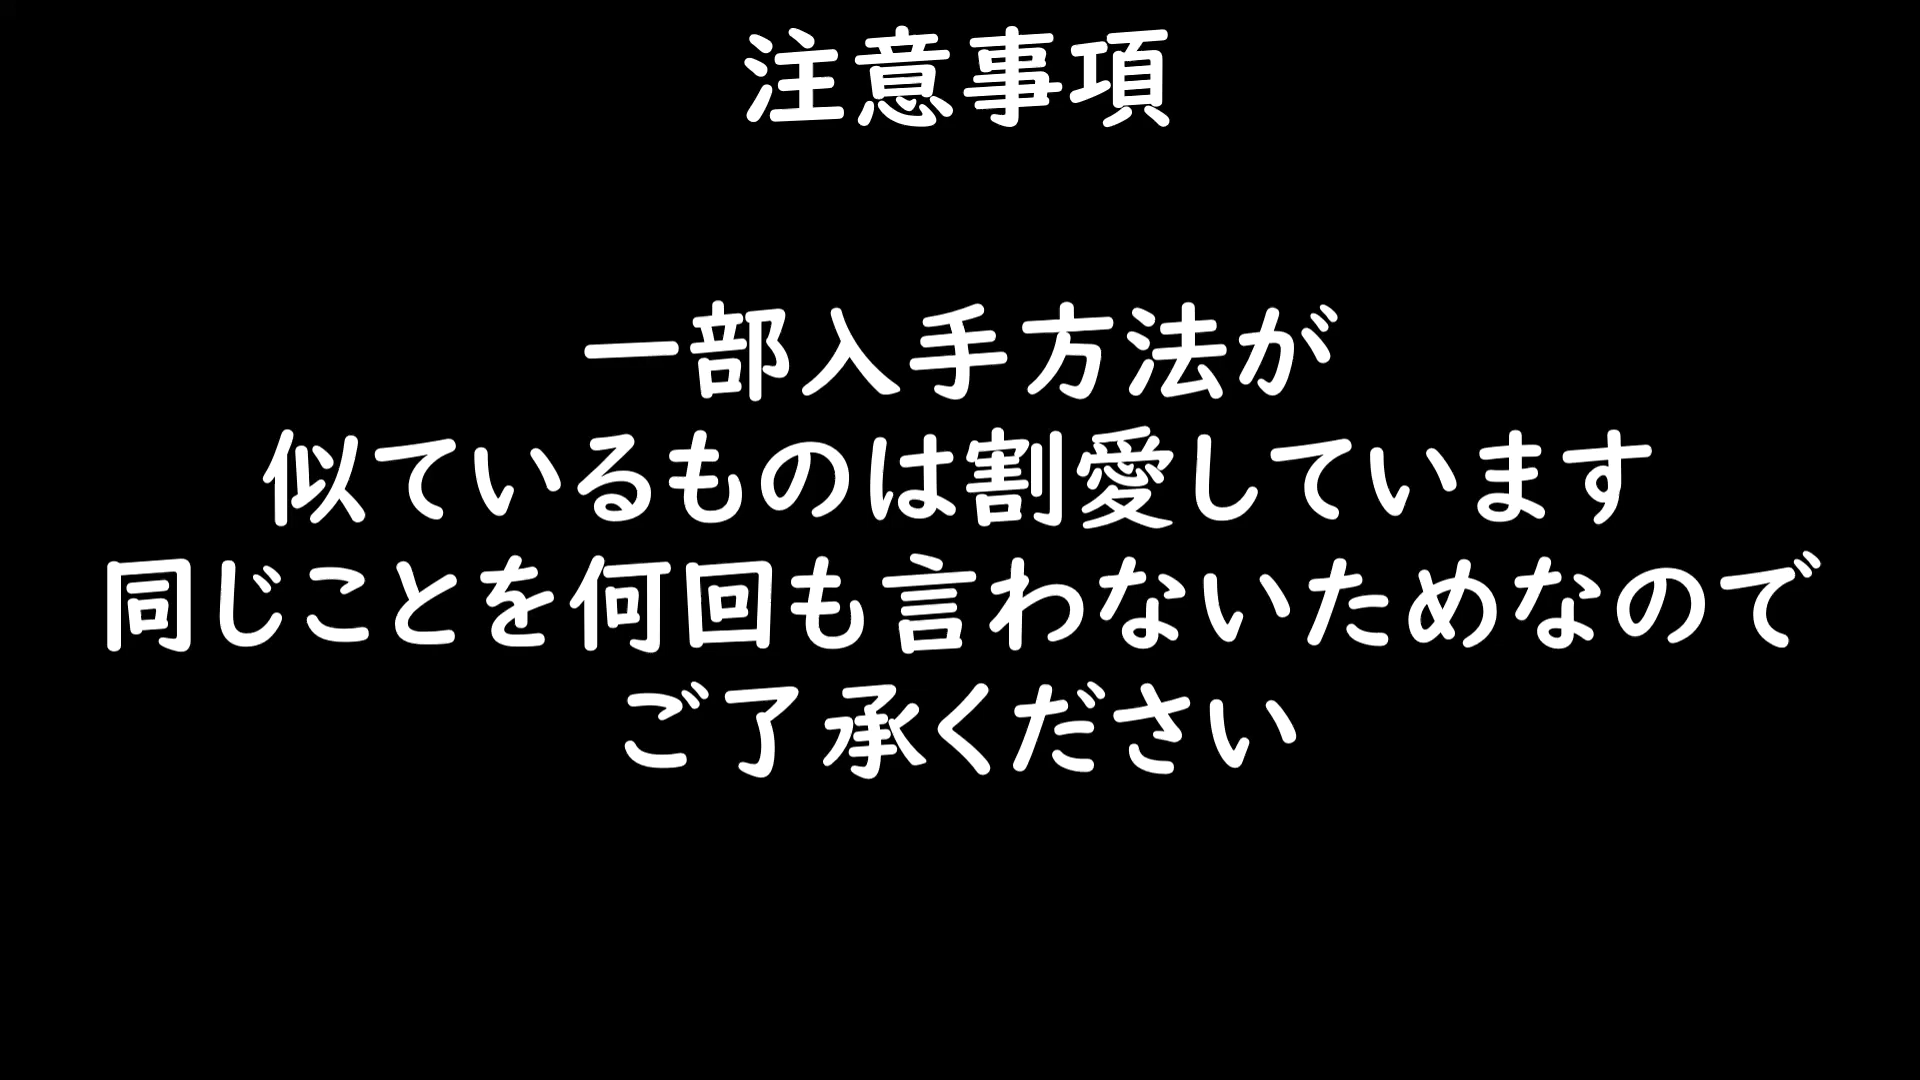 注意事項
一部入手方法が
似ているものは割愛しています
同じことを何回も言わないためなので
ご了承ください